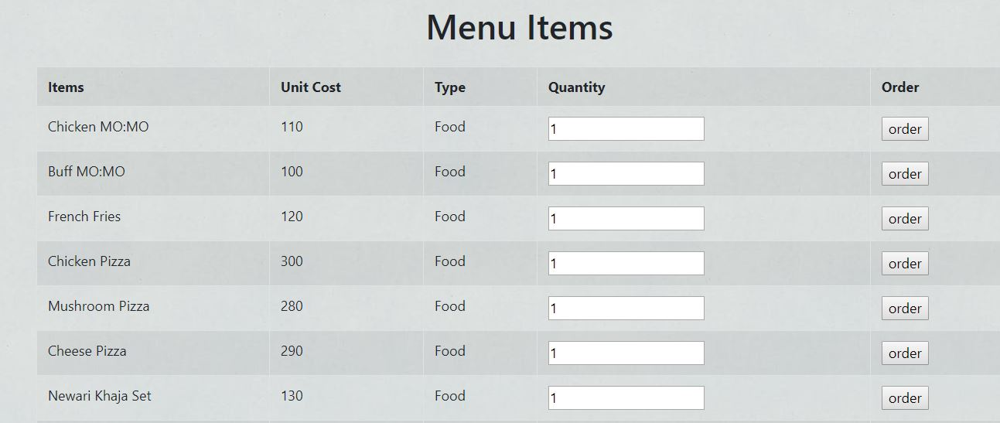 Menu Items
Items Unit Cost Type Quantity Order
Chicken MO:MO 110 Food 1 order
Buff MO:MO 100 Food 1 order
French Fries 120 Food 1 order
Chicken Pizza 300 Food 1 order
Mushroom Pizza 280 Food 1 order
Cheese Pizza 290 Food 1 order
Newari Khaja Set 130 Food 1 order